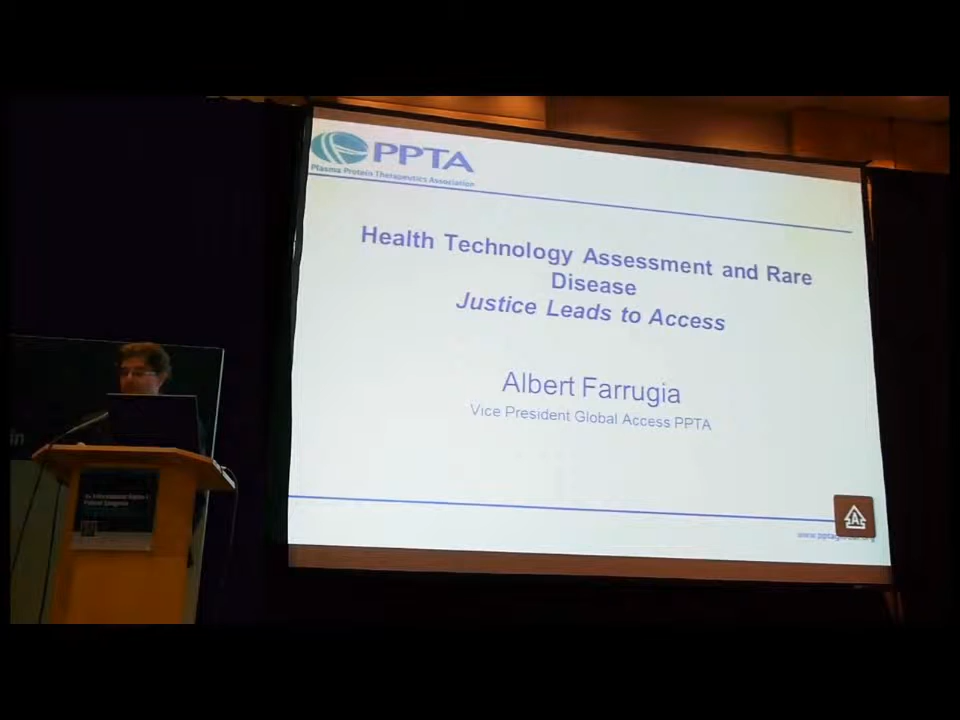 PPTA
Plasma Protein Therapeutics Association
Health Technology Assessment and Rare
Disease
Justice Leads to Access
Albert Farrugia
Vice President Global Access PPTA
in
A